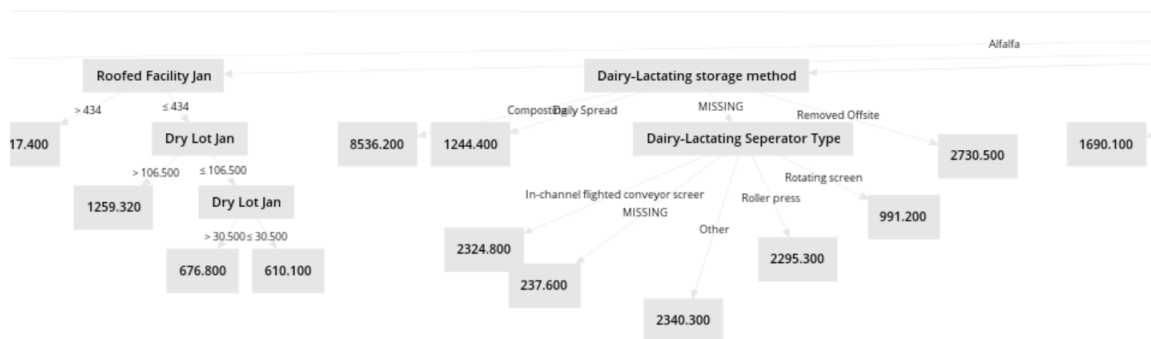 Alfalfa
Roofed Facility Jan
Dairy-Lactating storage method
> 434
≤ 434
Composting
Daily Spread
MISSING
Removed Offsite
17.400
Dry Lot Jan
8536.200
1244.400
Dairy-Lactating Seperator Type
2730.500
1690.100
> 106.500
≤ 106.500
Rotating screen
1259.320
Dry Lot Jan
In-channel flighted conveyor screer
Roller press
MISSING
991.200
> 30.500
≤ 30.500
Other
676.800
610.100
2324.800
2295.300
237.600
2340.300